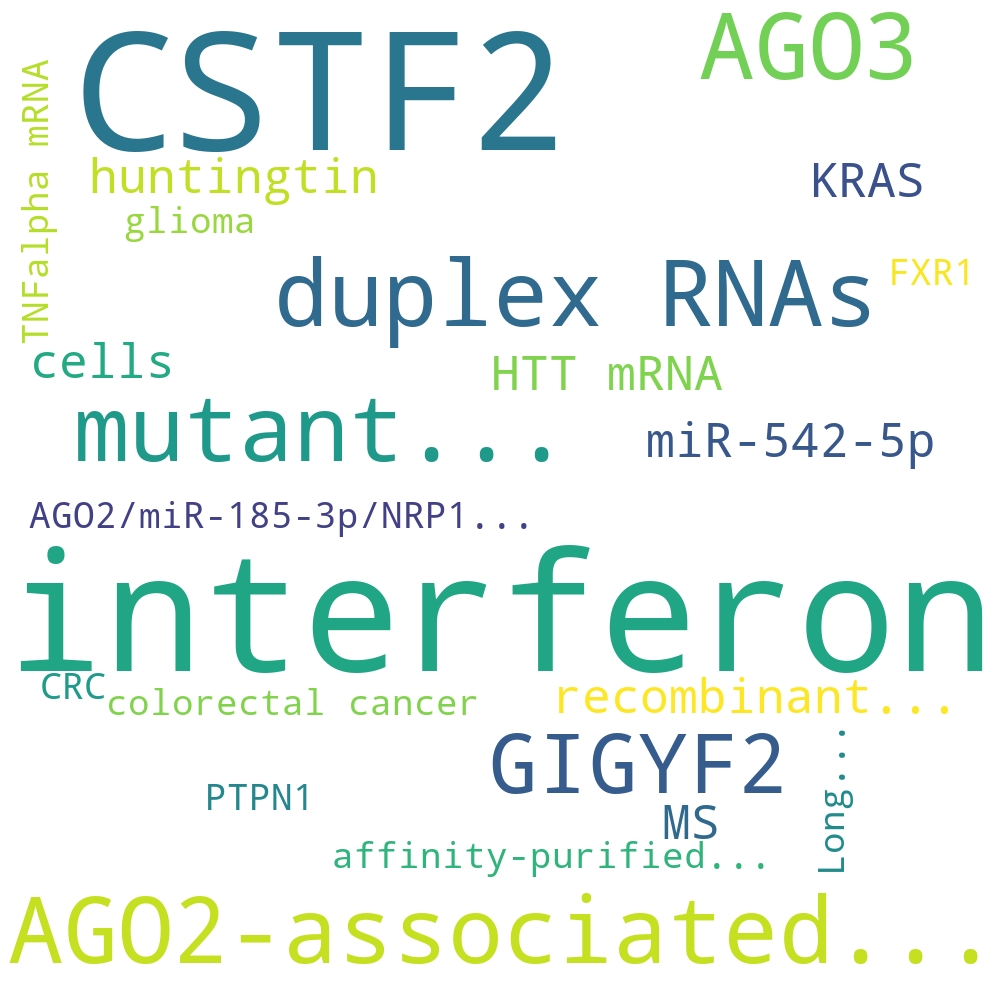 CSTF2
AGO3
TNFalpha mRNA
huntingtin
KRAS
glioma
duplex RNAs
FXR1
cells
HTT mRNA
mutant...
miR-542-5p
AGO2/miR-185-3p/NRP1...
interferon
CRC
colorectal cancer
recombinant...
GIGYF2
Long...
PTPN1
MS
affinity-purified...
AGO2-associated...